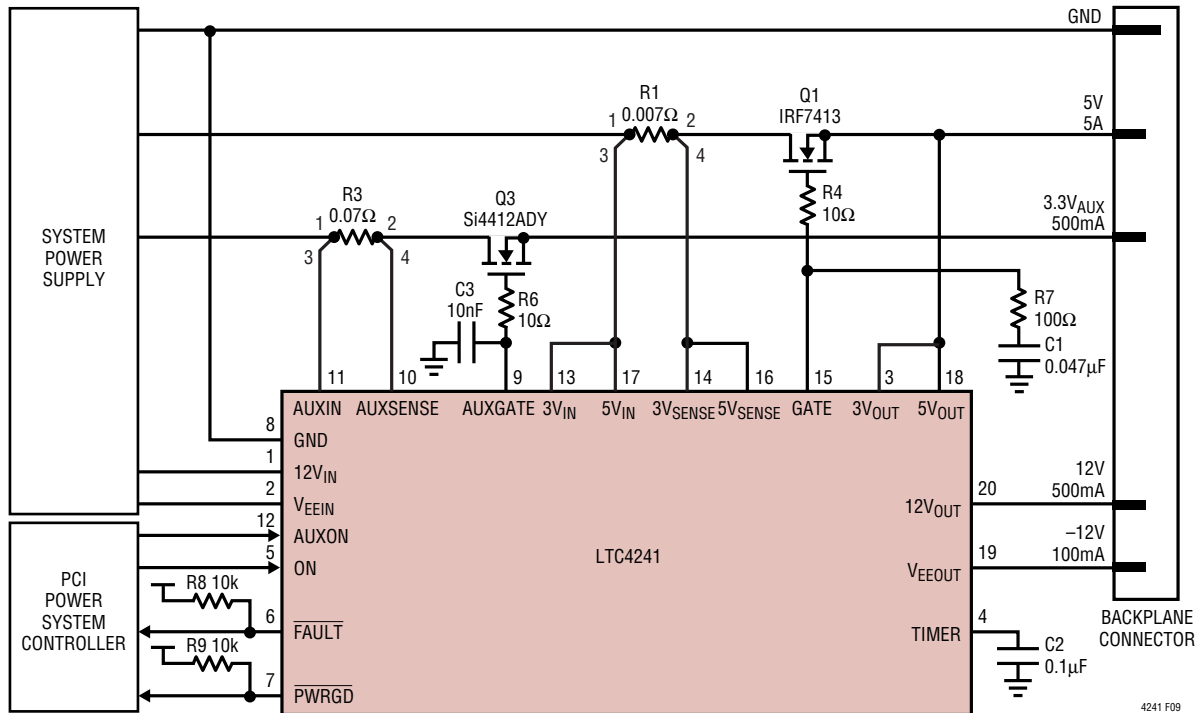 GND
R1
0.007Ω
Q1
IRF7413
5V
5A
1
2
3
4
R3
0.07Ω
Q3
Si4412ADY
R4
10Ω
3.3VAUX
500mA
1
2
3
4
SYSTEM
POWER
SUPPLY
C3
10nF
R6
10Ω
R7
100Ω
C1
0.047µF
11
10
9
13
17
14
16
15
3
18
AUXIN
AUXSENSE
AUXGATE
3VIN
5VIN
3VSENSE
5VSENSE
GATE
3VOUT
5VOUT
8
GND
1
12VIN
2
VEEIN
12
AUXON
5
ON
LTC4241
12VOUT
20
12V
500mA
VEEOUT
19
–12V
100mA
PCI
POWER
SYSTEM
CONTROLLER
R8 10k
6
FAULT
R9 10k
7
PWRGD
TIMER
4
C2
0.1µF
BACKPLANE
CONNECTOR
4241 F09